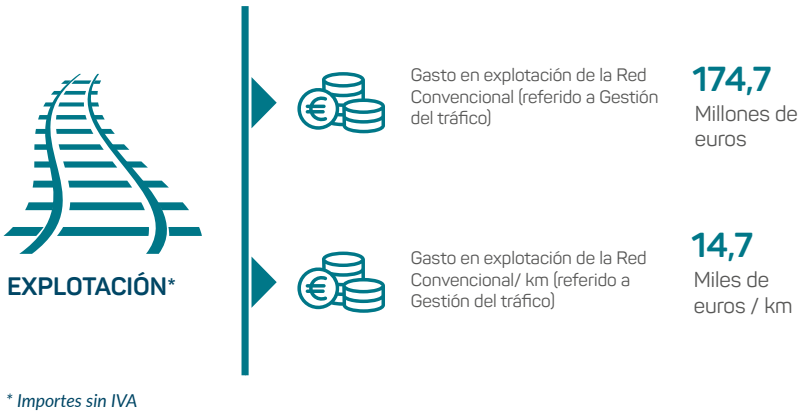 Gasto en explotación de la Red
Convencional (referido a Gestión
del tráfico)
174,7
Millones de
euros
EXPLOTACIÓN*
Gasto en explotación de la Red
Convencional/ km (referido a
Gestión del tráfico)
14,7
Miles de
euros / km
* Importes sin IVA